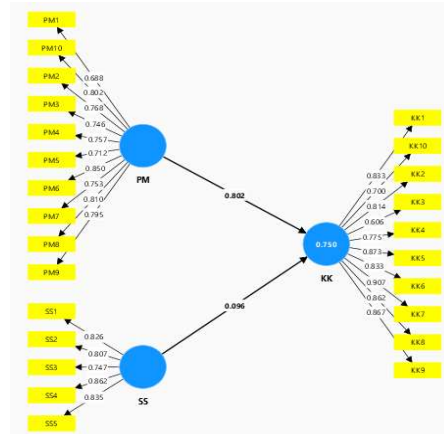 PM1
PM10
PM2
PM3
PM4
PM5
PM6
PM7
PM8
PM9
0.688
0.802
0.768
0.746
0.757
0.712
0.850
0.753
0.810
0.795
PM
0.802
SS1
SS2
SS3
SS4
SS5
0.826
0.807
0.747
0.862
0.835
SS
0.096
0.750
KK
0.833
0.700
0.814
0.606
0.775
0.873
0.833
0.907
0.862
0.867
KK1
KK10
KK2
KK3
KK4
KK5
KK6
KK7
KK8
KK9